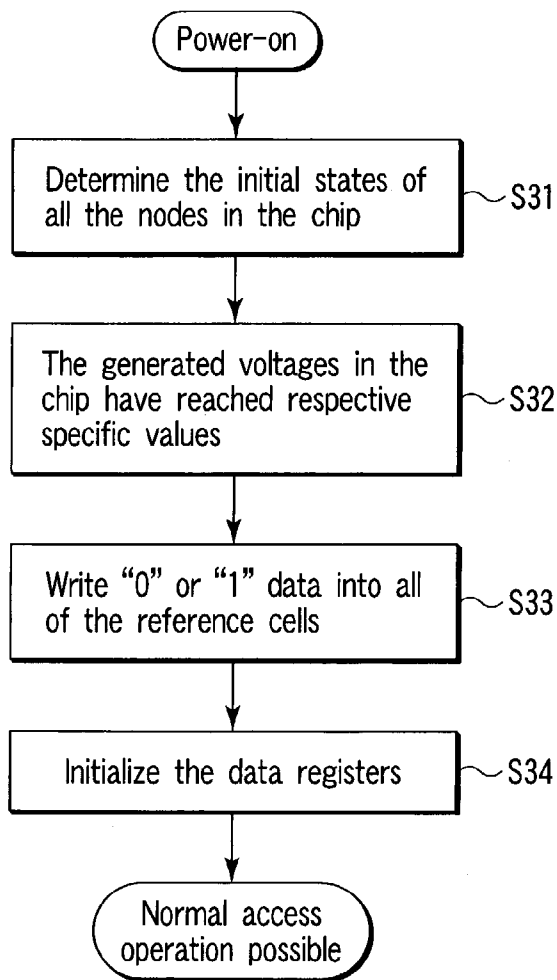 Power-on
Determine the initial states of
all the nodes in the chip
S31
The generated voltages in the
chip have reached respective
specific values
S32
Write “0” or “1” data into all
of the reference cells
S33
Initialize the data registers
S34
Normal access
operation possible